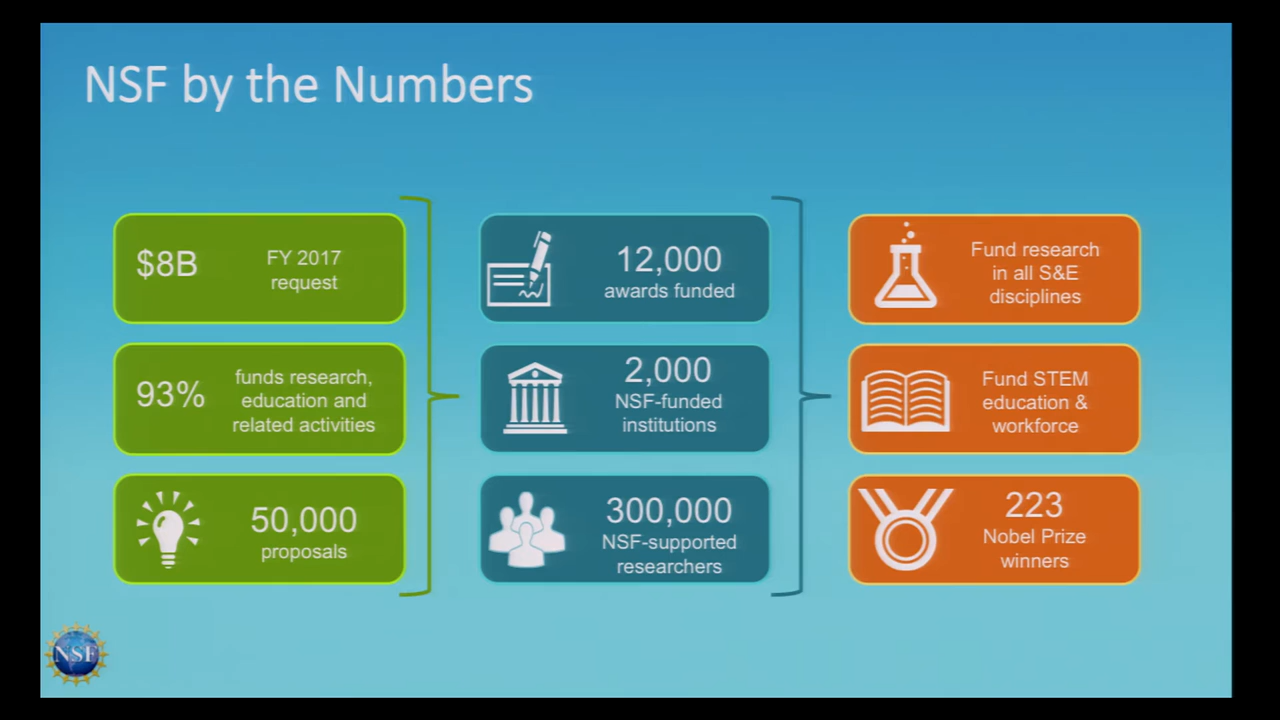 NSF by the Numbers
$8B
FY 2017
request
93%
funds research,
education and
related activities
50,000
proposals
12,000
awards funded
2,000
NSF-funded
institutions
300,000
NSF-supported
researchers
Fund research
in all S&E
disciplines
Fund STEM
education &
workforce
223
Nobel Prize
winners
NSF